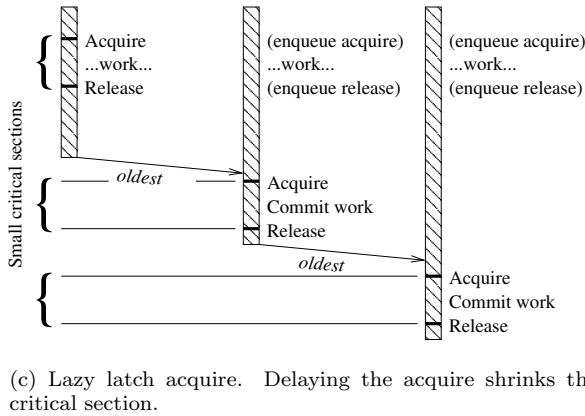 Acquire (enqueue acquire) (enqueue acquire)
...work... ...work... ...work...
Release (enqueue release) (enqueue release)
Small critical sections
oldest
Acquire
Commit work
Release
oldest
Acquire
Commit work
Release
(c) Lazy latch acquire. Delaying the acquire shrinks th
critical section.